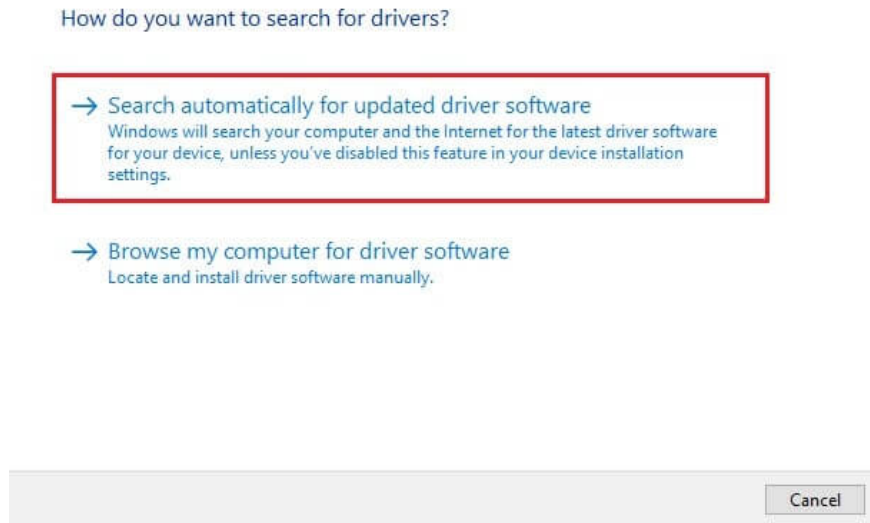 How do you want to search for drivers?
→ Search automatically for updated driver software
Windows will search your computer and the Internet for the latest driver software
for your device, unless you've disabled this feature in your device installation
settings.
→ Browse my computer for driver software
Locate and install driver software manually.
Cancel